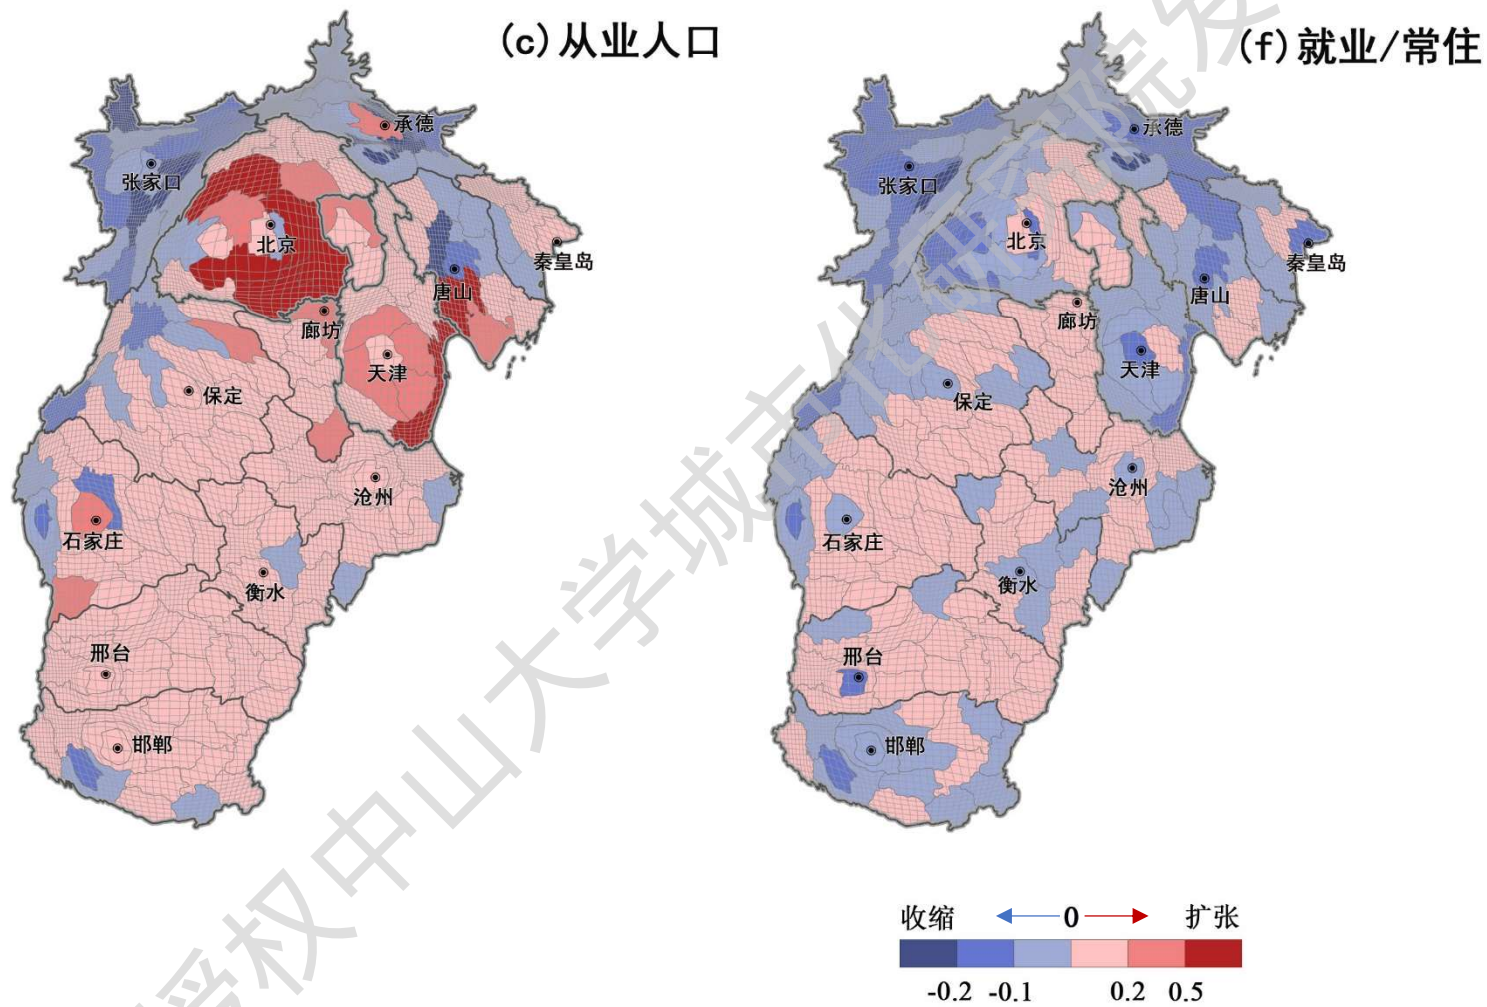 (c)从业人口
(f)就业/常住
承德
张家口
北京
秦皇岛
唐山
廊坊
天津
保定
沧州
石家庄
衡水
邢台
邯郸
承德
张家口
北京
秦皇岛
唐山
廊坊
天津
保定
沧州
石家庄
衡水
邢台
邯郸
收缩 0 扩张
-0.2 -0.1 0.2 0.5
授权中山大学城市化研究院发